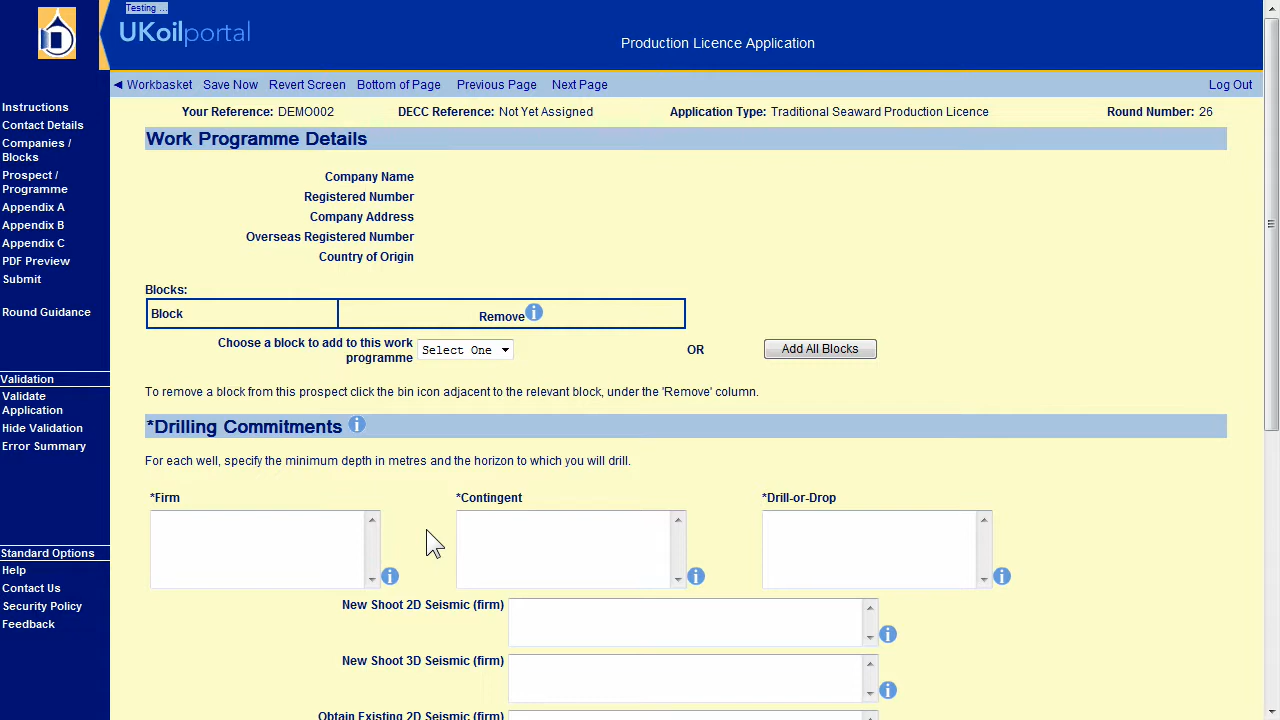 Testing ...
UKoilportal
Production Licence Application
◄ Workbasket Save Now Revert Screen Bottom of Page Previous Page Next Page Log Out
Your Reference: DEMO002 DECC Reference: Not Yet Assigned Application Type: Traditional Seaward Production Licence Round Number: 26
Instructions
Contact Details
Companies /
Blocks
Prospect /
Programme
Appendix A
Appendix B
Appendix C
PDF Preview
Submit
Round Guidance
Validation
Validate
Application
Hide Validation
Error Summary
Standard Options
Help
Contact Us
Security Policy
Feedback
Work Programme Details
Company Name
Registered Number
Company Address
Overseas Registered Number
Country of Origin
Blocks:
Block Remove
Choose a block to add to this work
programme Select One OR Add All Blocks
To remove a block from this prospect click the bin icon adjacent to the relevant block, under the 'Remove' column.
*Drilling Commitments
For each well, specify the minimum depth in metres and the horizon to which you will drill.
*Firm *Contingent *Drill-or-Drop
New Shoot 2D Seismic (firm)
New Shoot 3D Seismic (firm)
Obtain Existing 2D Seismic (firm)